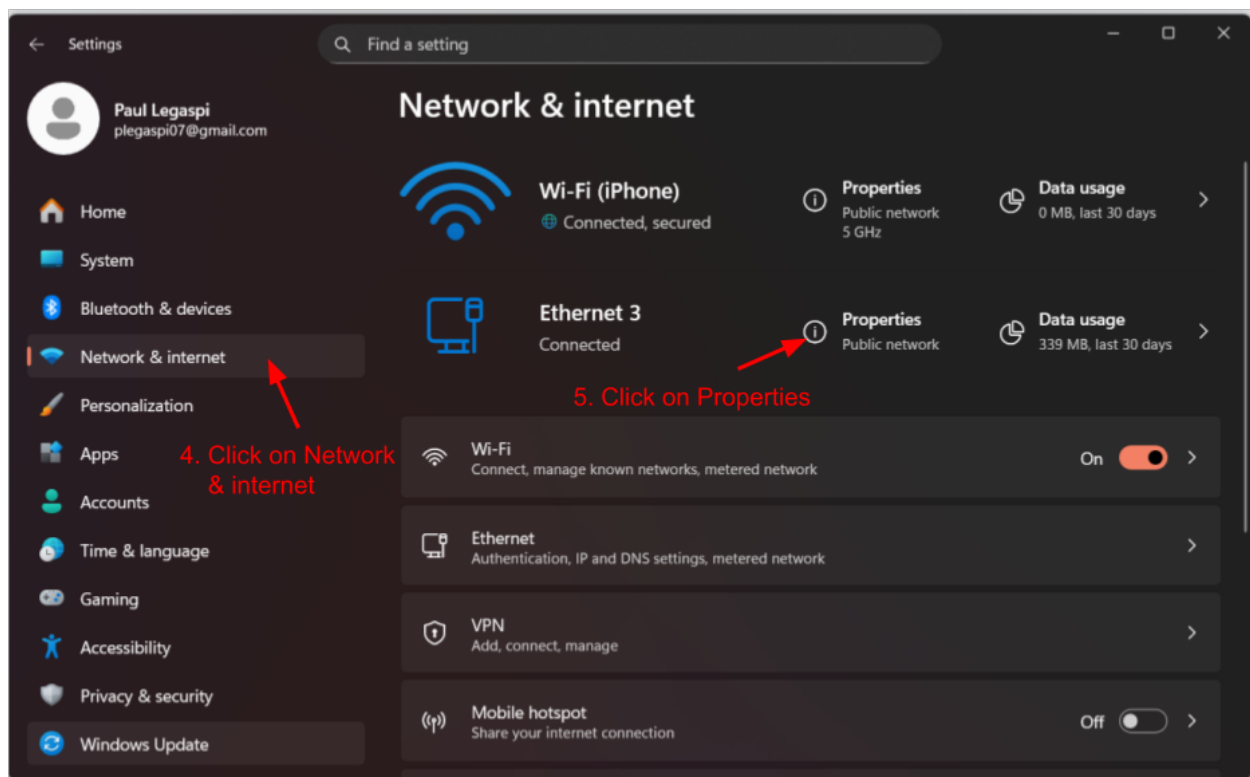 Settings
Find a setting
Paul Legaspi
plegaspi07@gmail.com
Home
System
Bluetooth & devices
Network & internet
Personalization
Apps
Accounts
Time & language
Gaming
Accessibility
Privacy & security
Windows Update
4. Click on Network
& internet
Network & internet
Wi-Fi (iPhone)
Connected, secured
Properties
Public network
5 GHz
Data usage
0 MB, last 30 days
Ethernet 3
Connected
Properties
Public network
Data usage
339 MB, last 30 days
5. Click on Properties
Wi-Fi
Connect, manage known networks, metered network
On
Ethernet
Authentication, IP and DNS settings, metered network
VPN
Add, connect, manage
Mobile hotspot
Share your internet connection
Off